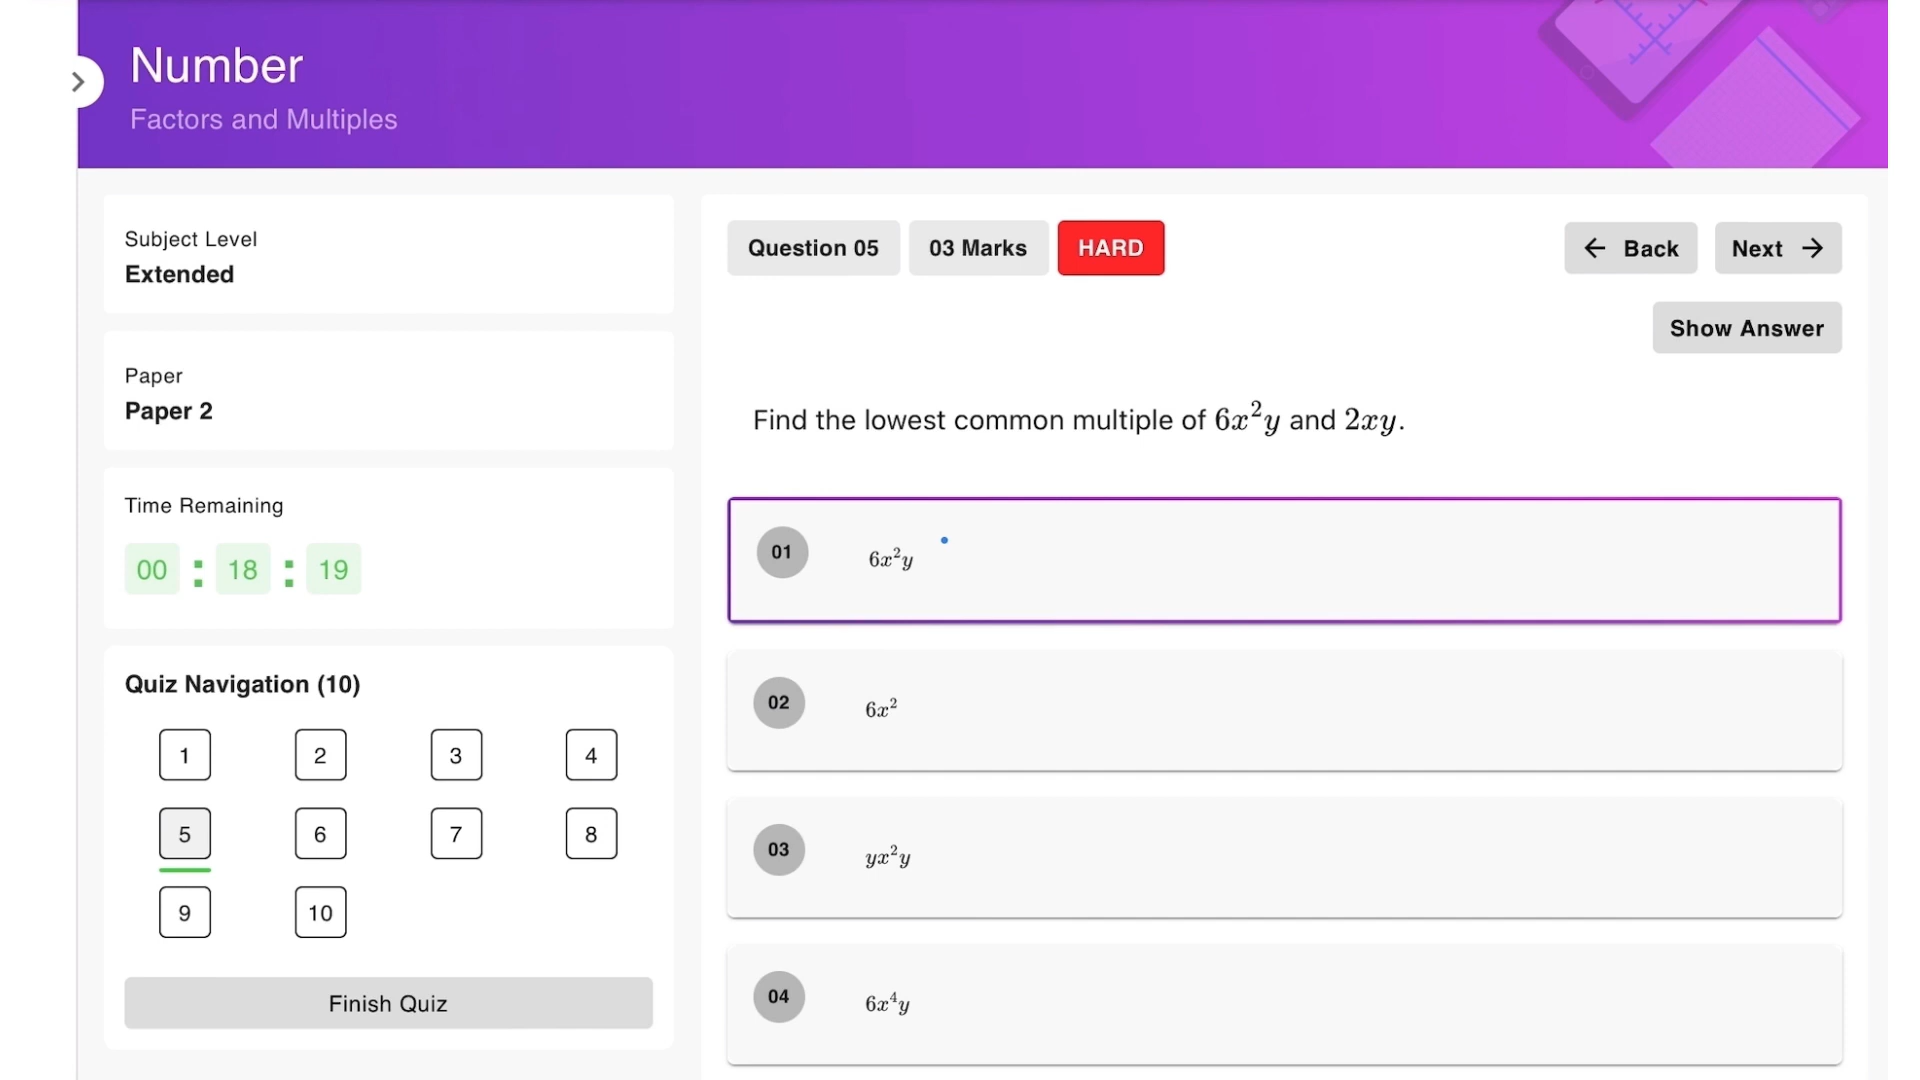 Number
Factors and Multiples
Subject Level
Extended
Paper
Paper 2
Time Remaining
00 : 18 : 19
Quiz Navigation (10)
1 2 3 4
5 6 7 8
9 10
Finish Quiz
Question 05 03 Marks HARD
← Back Next →
Show Answer
Find the lowest common multiple of 6x²y and 2xy.
01 6x²y
02 6x²
03 yx²y
04 6x⁴y